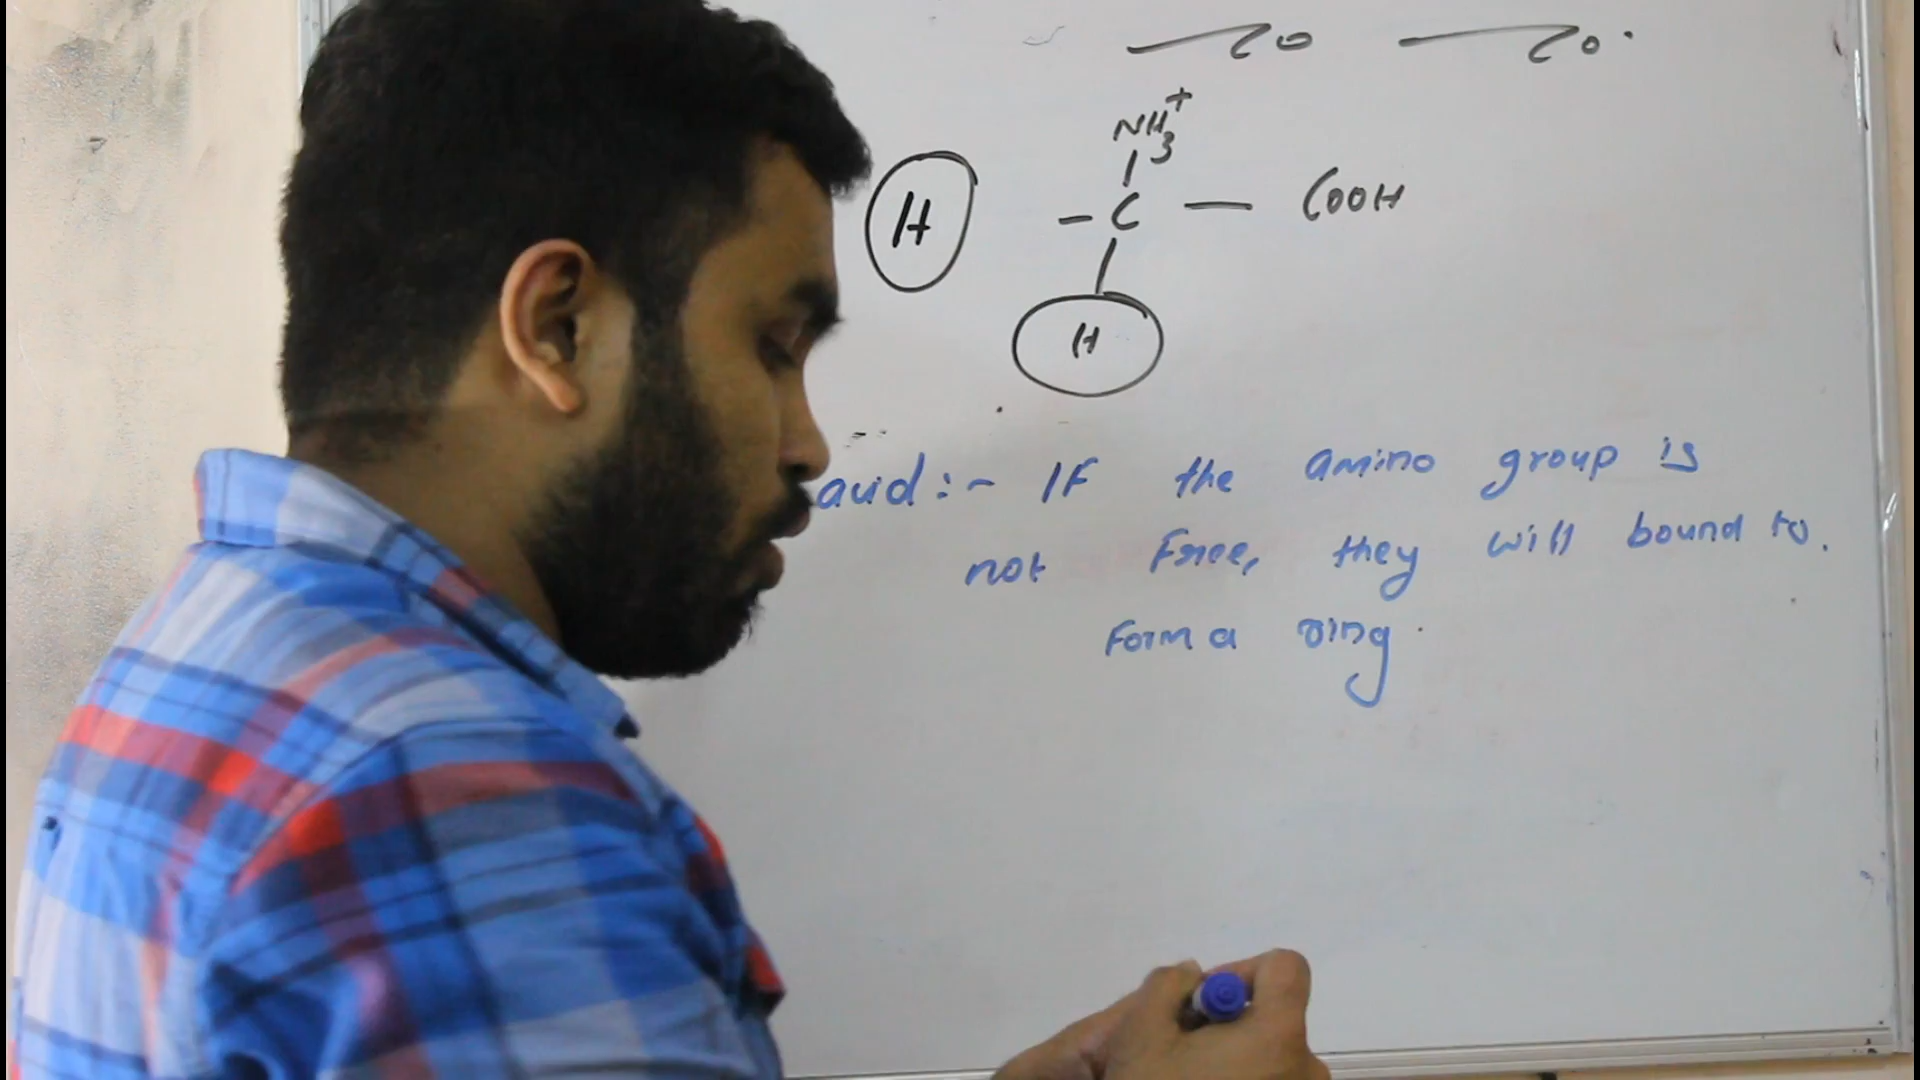 NH3+
H - C - COOH
H
acid :- IF the amino group is
not Free, they will bound to.
Form a ring.